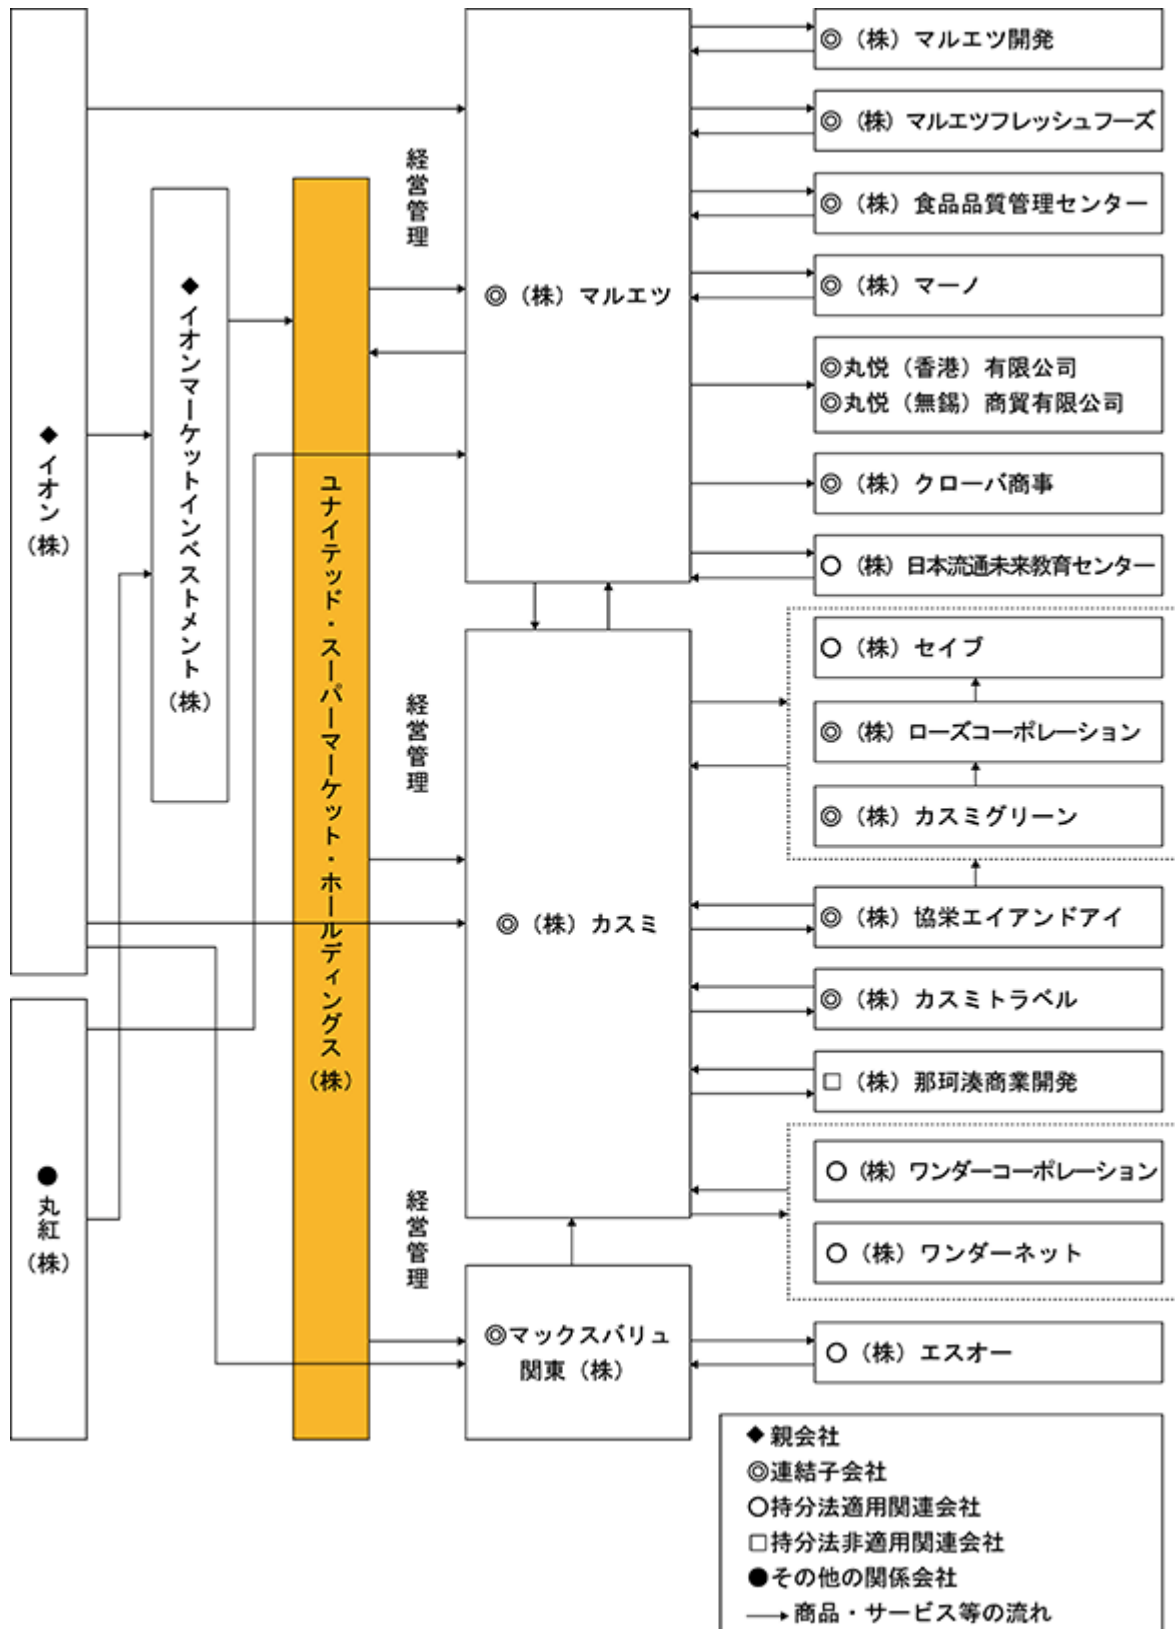 ◆イオン(株)
●丸紅(株)
◆イオンマーケットインベストメント(株)
ユナイテッド・スーパーマーケット・ホールディングス(株)
経営管理
◎(株)マルエツ
経営管理
◎(株)カスミ
経営管理
◎マックスバリュ
関東(株)
◎(株)マルエツ開発
◎(株)マルエツフレッシュフーズ
◎(株)食品品質管理センター
◎(株)マーノ
◎丸悦(香港)有限公司
◎丸悦(無錫)商貿有限公司
◎(株)クローバ商事
○(株)日本流通未来教育センター
○(株)セイブ
◎(株)ローズコーポレーション
◎(株)カスミグリーン
◎(株)協栄エイアンドアイ
◎(株)カスミトラベル
□(株)那珂湊商業開発
○(株)ワンダーコーポレーション
○(株)ワンダーネット
○(株)エスオー
◆親会社
◎連結子会社
○持分法適用関連会社
□持分法非適用関連会社
●その他の関係会社
→商品・サービス等の流れ